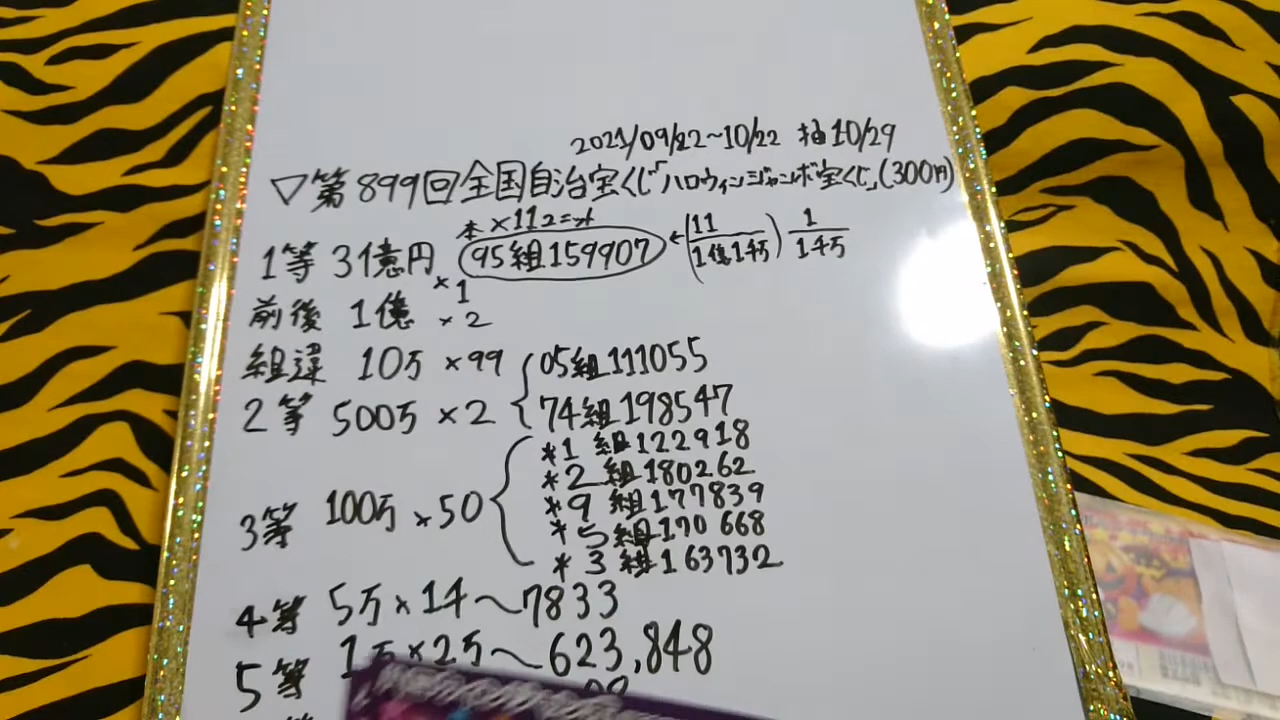 2021/09/22~10/22 抽10/29
▽第899回全国自治宝くじ「ハロウィンジャンボ宝くじ」(300円)
本×11ユニット
1等 3億円×1 95組159907 ←(11/1億1千万) 1/1千万
前後 1億 ×2
組違 10万 ×99
2等 500万×2 { 05組111055
74組198547
3等 100万×50 { *1組122918
*2組180262
*9組177839
*5組170668
*3組163732
4等 5万×1千~7833
5等 1万×2万~623,848